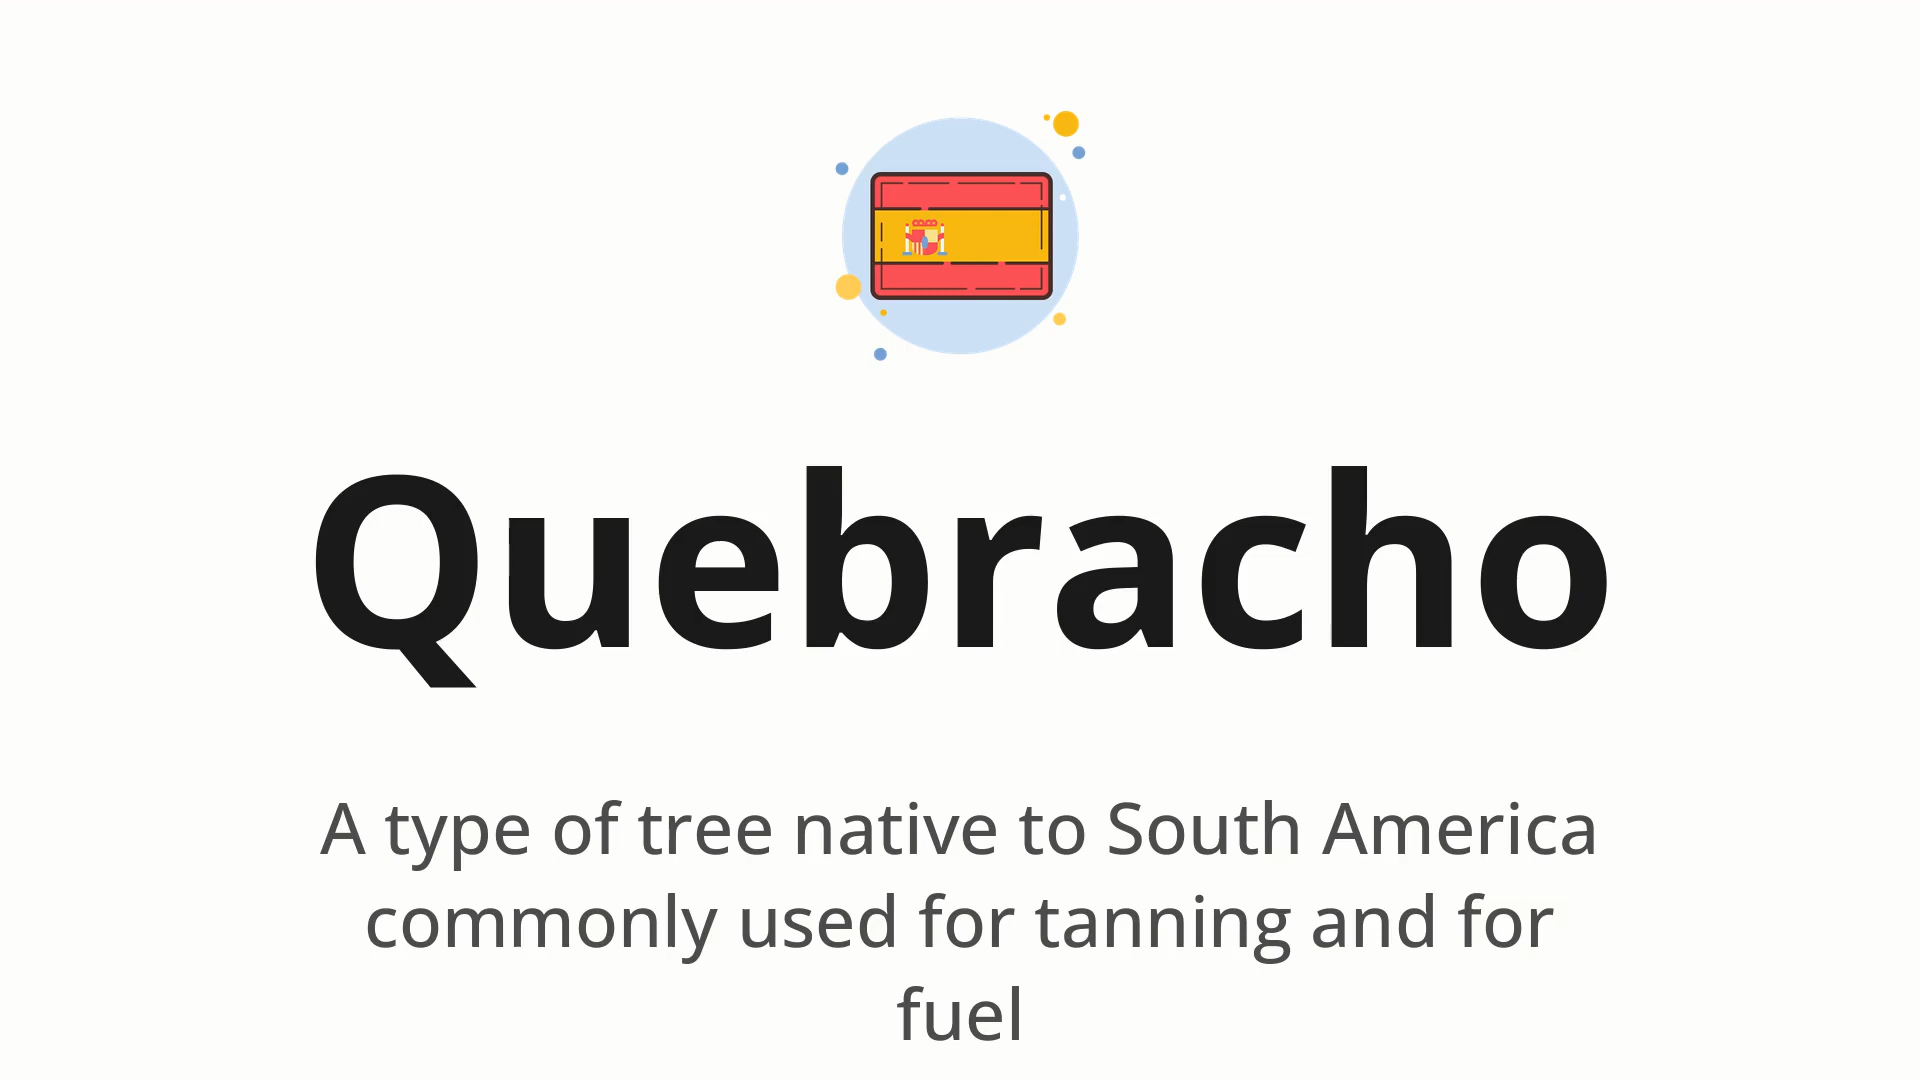 Quebracho
A type of tree native to South America
commonly used for tanning and for
fuel